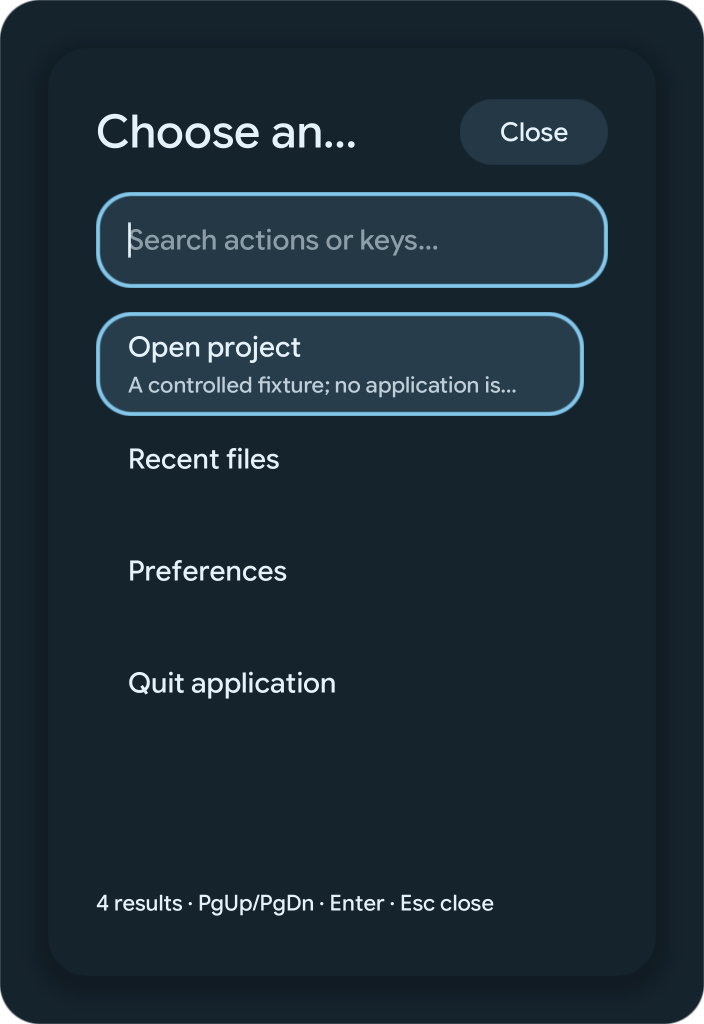 Choose an...
Close
Search actions or keys...
Open project
A controlled fixture; no application is...
Recent files
Preferences
Quit application
4 results · PgUp/PgDn · Enter · Esc close